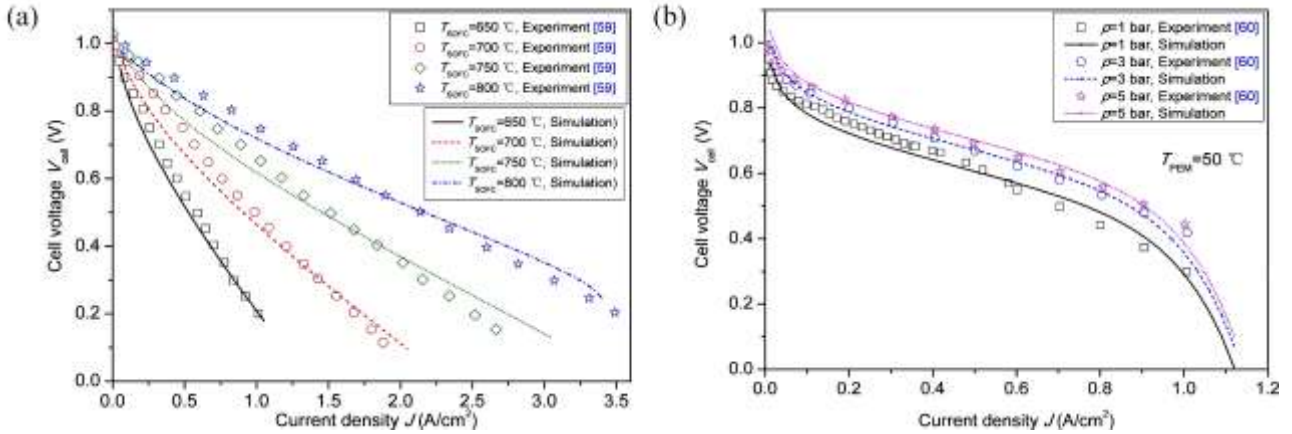 (a)
T_SOFC=650 ℃, Experiment [59]
T_SOFC=700 ℃, Experiment [59]
T_SOFC=750 ℃, Experiment [59]
T_SOFC=800 ℃, Experiment [59]
T_SOFC=650 ℃, Simulation)
T_SOFC=700 ℃, Simulation)
T_SOFC=750 ℃, Simulation)
T_SOFC=800 ℃, Simulation)
Cell voltage V_cell (V)
1.0
0.8
0.6
0.4
0.2
0.0
0.0 0.5 1.0 1.5 2.0 2.5 3.0 3.5
Current density J (A/cm²)
(b)
p=1 bar, Experiment [60]
p=1 bar, Simulation
p=3 bar, Experiment [60]
p=3 bar, Simulation
p=5 bar, Experiment [60]
p=5 bar, Simulation
T_PEM=50 ℃
Cell voltage V_cell (V)
1.0
0.8
0.6
0.4
0.2
0.0
0.0 0.2 0.4 0.6 0.8 1.0 1.2
Current density J (A/cm²)